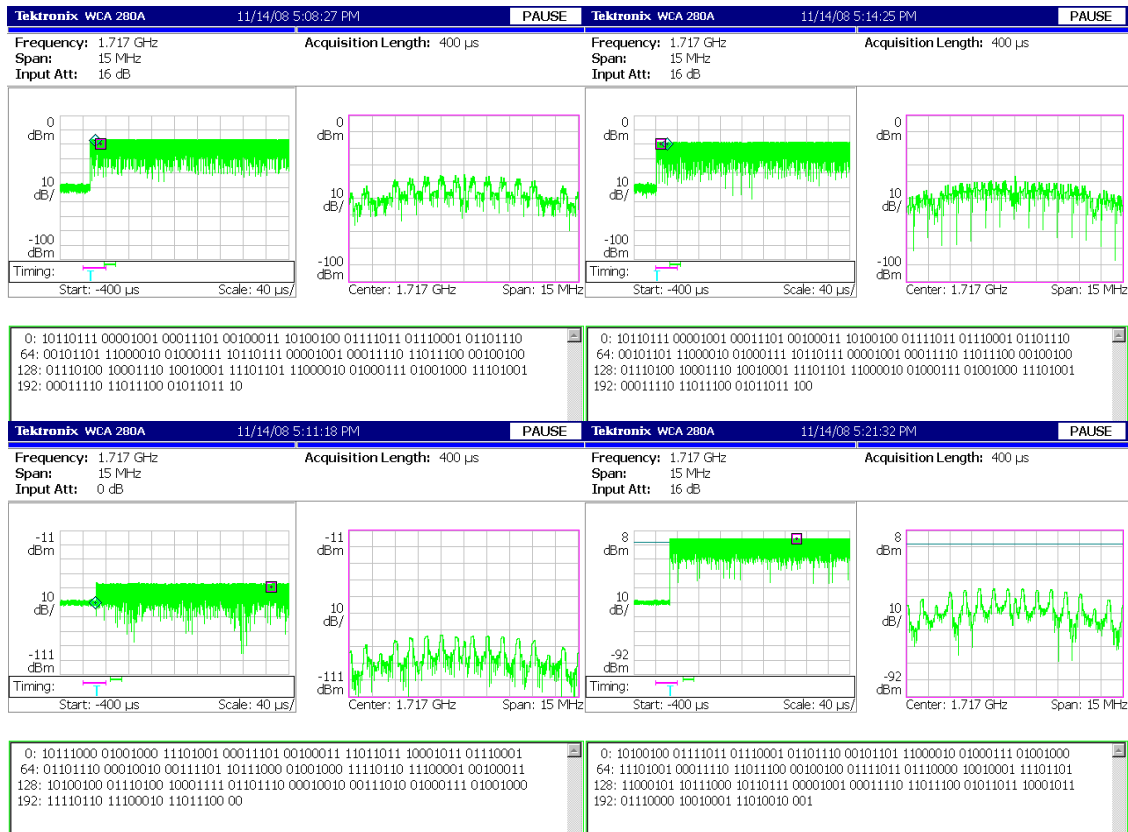 Tektronix WCA 280A 11/14/08 5:08:27 PM PAUSE
Frequency: 1.717 GHz Acquisition Length: 400 µs
Span: 15 MHz
Input Att: 16 dB
0 dBm
10 dB/
-100 dBm
0 dBm
10 dB/
-100 dBm
Timing:
Start: -400 µs Scale: 40 µs/
Center: 1.717 GHz Span: 15 MHz
0: 10110111 00001001 00011101 00100011 10100100 01111011 01110001 01101110
64: 00101101 11000010 01000111 10110111 00001001 00011110 11011100 00100100
128: 01110100 10001110 10010001 11101101 11000010 01000111 01001000 11101001
192: 00011110 11011100 01011011 10
Tektronix WCA 280A 11/14/08 5:14:25 PM PAUSE
Frequency: 1.717 GHz Acquisition Length: 400 µs
Span: 15 MHz
Input Att: 16 dB
0 dBm
10 dB/
-100 dBm
0 dBm
10 dB/
-100 dBm
Timing:
Start: -400 µs Scale: 40 µs/
Center: 1.717 GHz Span: 15 MHz
0: 10110111 00001001 00011101 00100011 10100100 01111011 01110001 01101110
64: 00101101 11000010 01000111 10110111 00001001 00011110 11011100 00100100
128: 01110100 10001110 10010001 11101101 11000010 01000111 01001000 11101001
192: 00011110 11011100 01011011 100
Tektronix WCA 280A 11/14/08 5:11:18 PM PAUSE
Frequency: 1.717 GHz Acquisition Length: 400 µs
Span: 15 MHz
Input Att: 0 dB
-11 dBm
10 dB/
-111 dBm
-11 dBm
10 dB/
-111 dBm
Timing:
Start: -400 µs Scale: 40 µs/
Center: 1.717 GHz Span: 15 MHz
0: 10111000 01001000 11101001 00011101 00100011 11011011 10001011 01110001
64: 01101110 00010010 00111101 10111000 01001000 11110110 11100001 00100011
128: 10100100 01110100 10001111 01101110 00010010 00111010 01000111 01001000
192: 11110110 11100010 11011100 00
Tektronix WCA 280A 11/14/08 5:21:32 PM PAUSE
Frequency: 1.717 GHz Acquisition Length: 400 µs
Span: 15 MHz
Input Att: 16 dB
8 dBm
10 dB/
-92 dBm
8 dBm
10 dB/
-92 dBm
Timing:
Start: -400 µs Scale: 40 µs/
Center: 1.717 GHz Span: 15 MHz
0: 10100100 01111011 01110001 01101110 00101101 11000010 01000111 01001000
64: 11101001 00011110 11011100 00100100 01111011 01110000 10010001 11101101
128: 11000101 10111000 10110111 00001001 00011110 11011100 01011011 10001011
192: 01110000 10010001 11010010 001